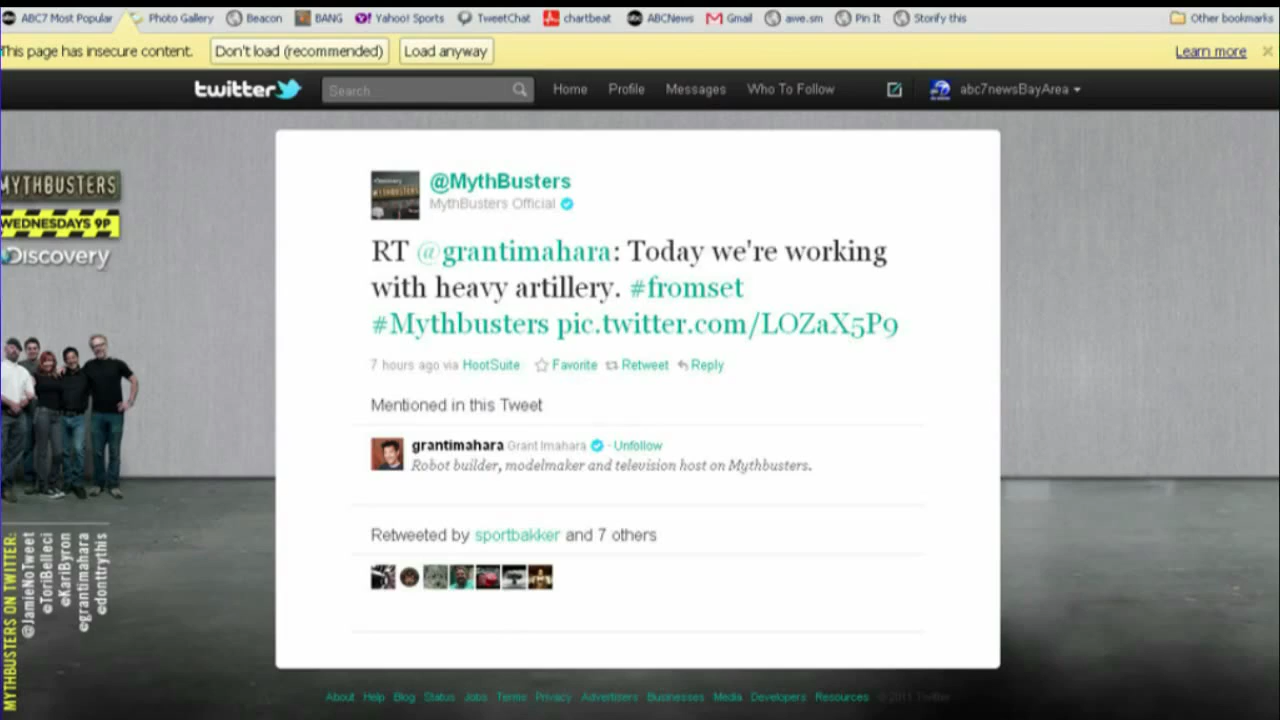 ABC7 Most Popular Photo Gallery Beacon BANG Yahoo! Sports TweetChat chartbeat ABCNews Gmail awe.sm Pin It Storify this Other bookmarks
This page has insecure content. Don't load (recommended) Load anyway Learn more
twitter Search Home Profile Messages Who To Follow abc7newsBayArea
MYTHBUSTERS
WEDNESDAYS 9P
Discovery
@MythBusters
MythBusters Official
RT @grantimahara: Today we're working
with heavy artillery. #fromset
#Mythbusters pic.twitter.com/LOZaX5P9
7 hours ago via HootSuite Favorite Retweet Reply
Mentioned in this Tweet
grantimahara Grant Imahara · Unfollow
Robot builder, modelmaker and television host on Mythbusters.
Retweeted by sportbakker and 7 others
MYTHBUSTERS ON TWITTER:
@JamieNoTweet
@ToriBelleci
@KariByron
@grantimahara
@donttrythis
About Help Blog Status Jobs Terms Privacy Advertisers Businesses Media Developers Resources © 2011 Twitter